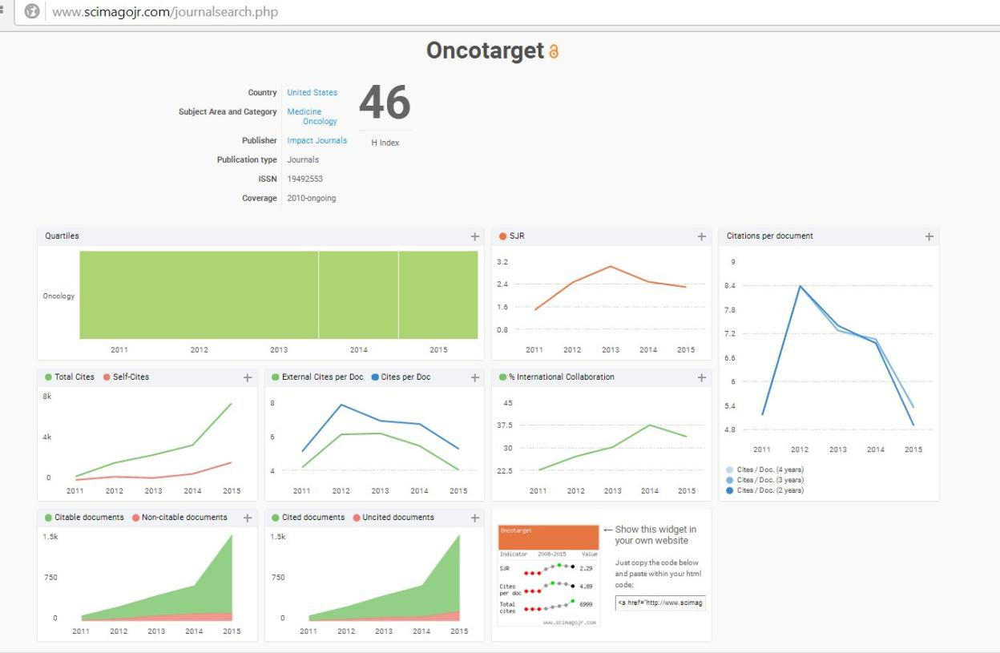 www.scimagojr.com/journalsearch.php
Oncotarget
Country United States
Subject Area and Category Medicine
Oncology
Publisher Impact Journals
Publication type Journals
ISSN 19492553
Coverage 2010-ongoing
46
H Index
Quartiles +
Oncology
2011 2012 2013 2014 2015
SJR +
3.2
2.4
1.6
0.8
2011 2012 2013 2014 2015
Citations per document +
9
8.4
7.8
7.2
6.6
6
5.4
4.8
2011 2012 2013 2014 2015
Cites / Doc. (4 years)
Cites / Doc. (3 years)
Cites / Doc. (2 years)
Total Cites Self-Cites +
8k
4k
0
2011 2012 2013 2014 2015
External Cites per Doc Cites per Doc +
8
6
4
2011 2012 2013 2014 2015
% International Collaboration +
45
37.5
30
22.5
2011 2012 2013 2014 2015
Citable documents Non-citable documents +
1.5k
750
0
2011 2012 2013 2014 2015
Cited documents Uncited documents +
1.5k
750
0
2011 2012 2013 2014 2015
Oncotarget
Indicator 2008-2015 Value
SJR 2.29
Cites per doc 4.89
Total cites 6999
www.scimagojr.com
← Show this widget in
your own website
Just copy the code below
and paste within your html
code:
<a href="http://www.scimag